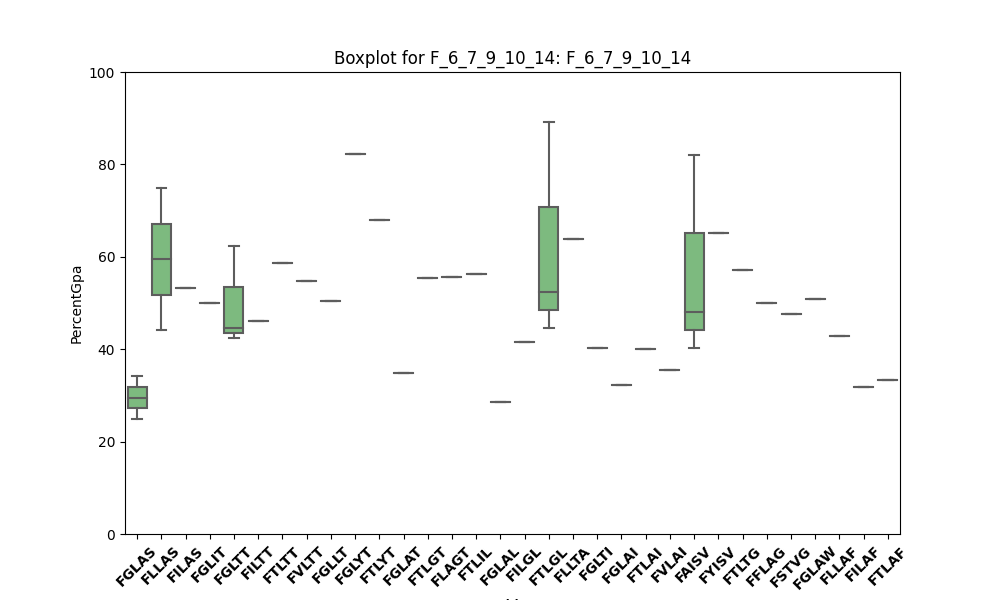 Boxplot for F_6_7_9_10_14: F_6_7_9_10_14
PercentGpa
100
80
60
40
20
0
FGLAS
FLLAS
FILAS
FGLIT
FGLTT
FILTT
FTLTT
FVLTT
FGLLT
FGLYT
FTLYT
FGLAT
FTLGT
FLAGT
FTLIL
FGLAL
FILGL
FTLGL
FLLTA
FGLTI
FGLAI
FTLAI
FVLAI
FAISV
FYISV
FTLTG
FFLAG
FSTVG
FGLAW
FLLAF
FILAF
FTLAF